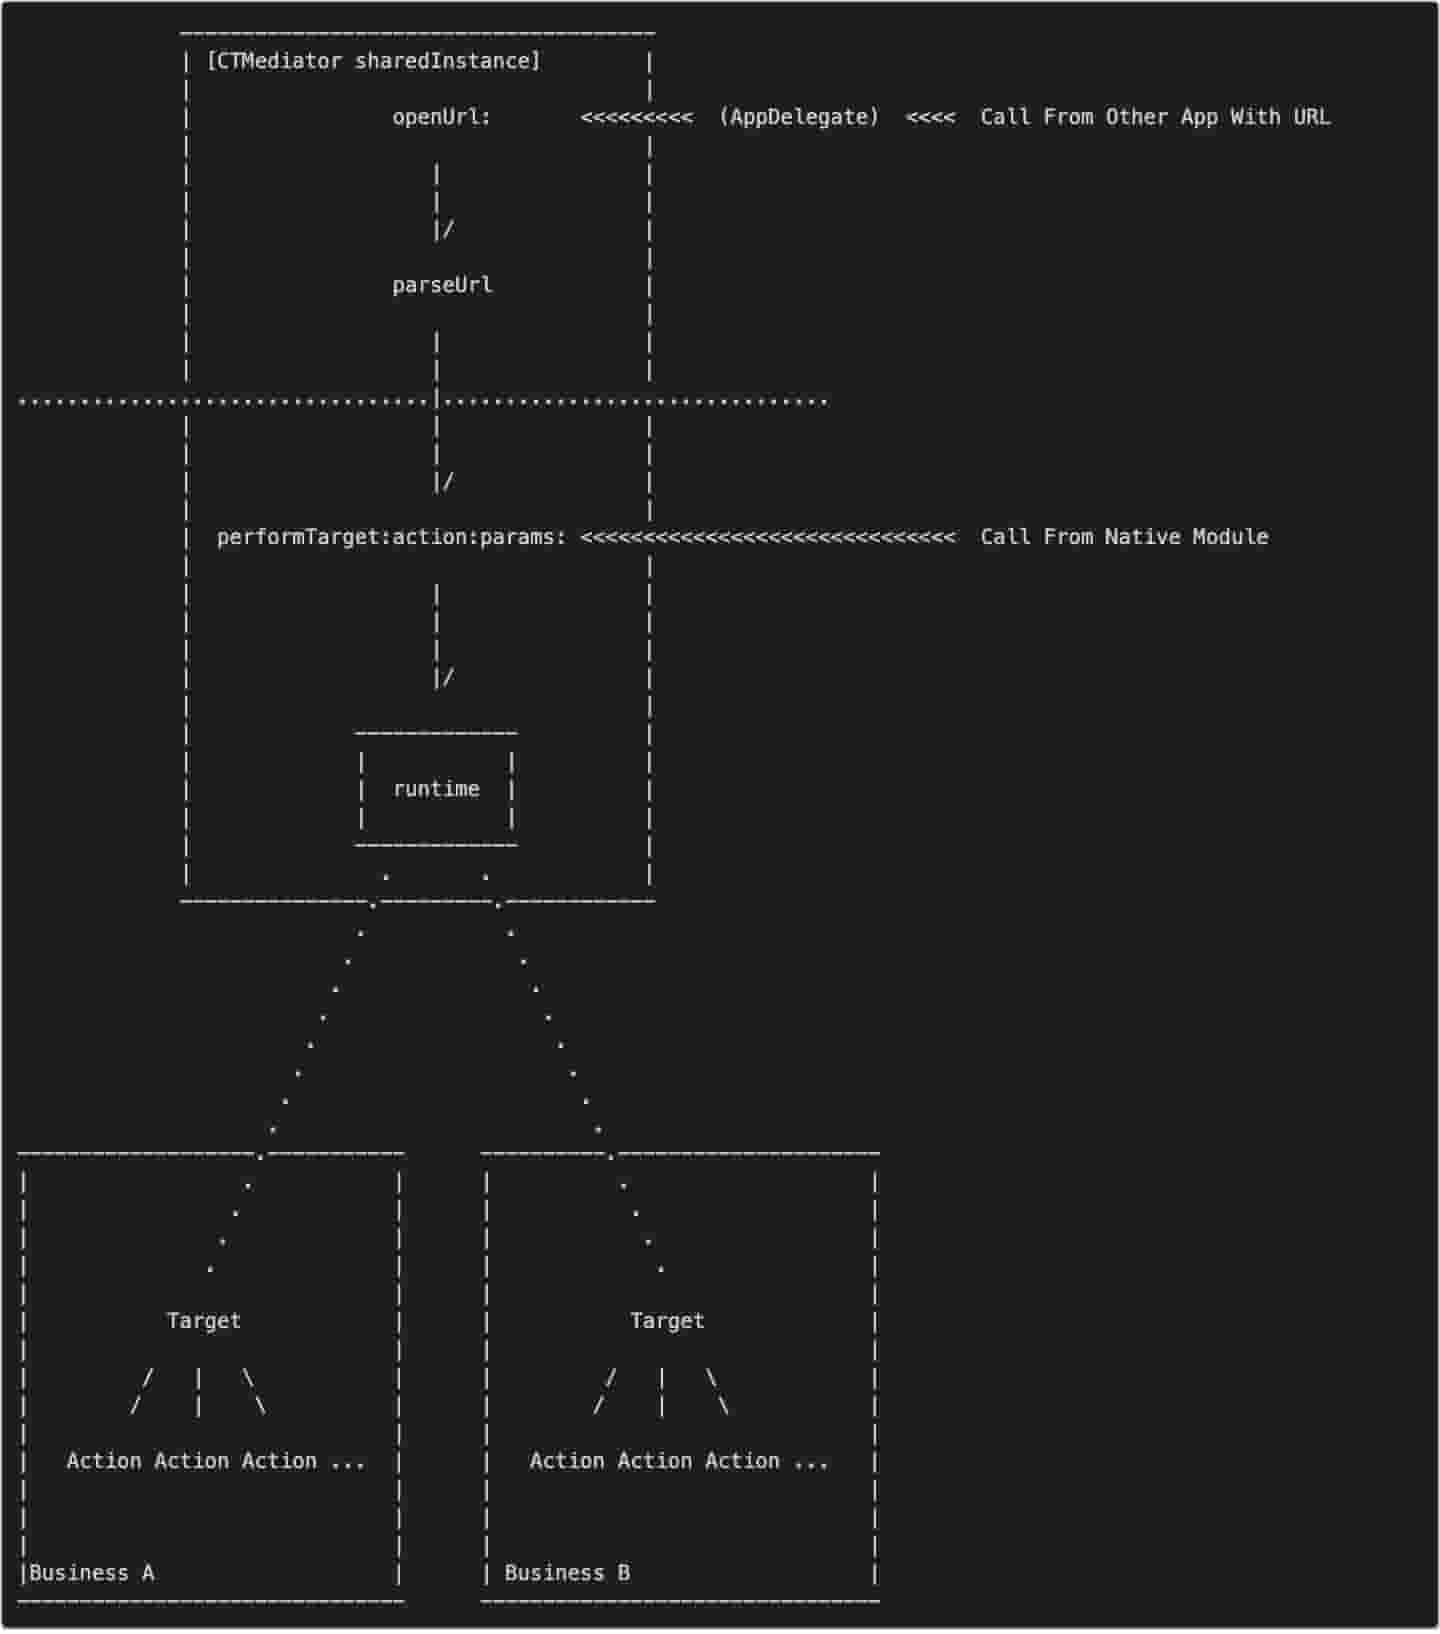 [CTMediator sharedInstance]
openUrl: <<<<<<<<< (AppDelegate) <<<< Call From Other App With URL
parseUrl
performTarget:action:params: <<<<<<<<<<<<<<<<<<<<<<<<<<<<<< Call From Native Module
runtime
Target Target
Action Action Action ... Action Action Action ...
Business A Business B